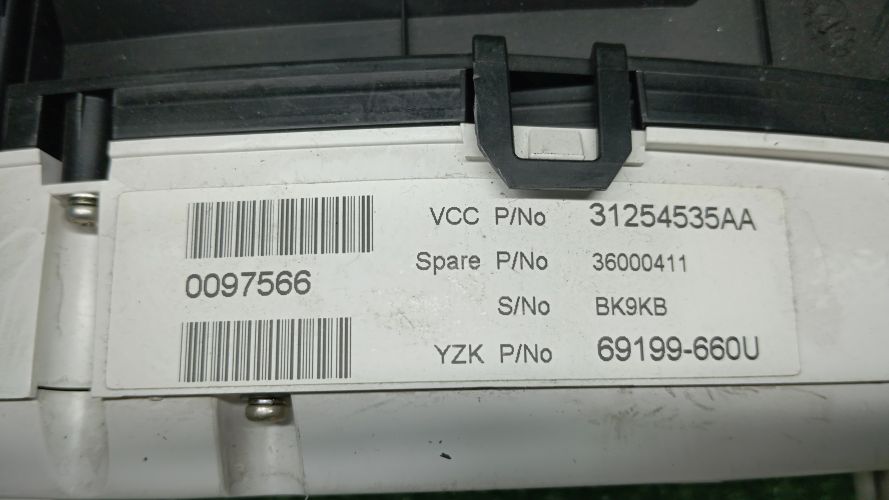 VCC P/No 31254535AA
Spare P/No 36000411
0097566
S/No BK9KB
YZK P/No 69199-660U